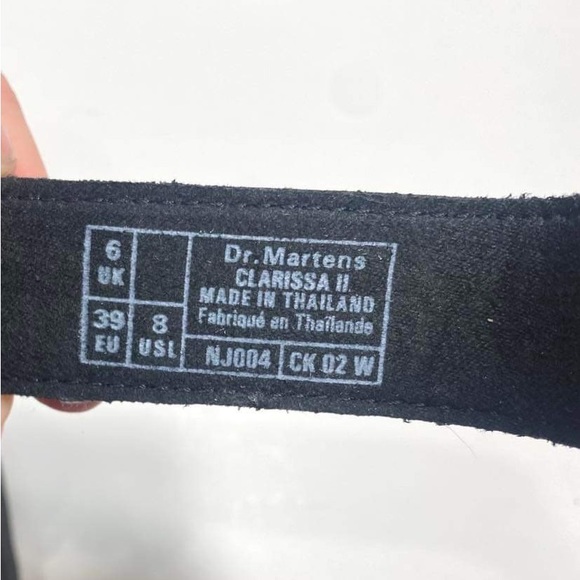 6
UK
39
EU
8
USL
Dr.Martens
CLARISSA II
MADE IN THAILAND
Fabriqué en Thaïlande
NJ004
CK 02 W